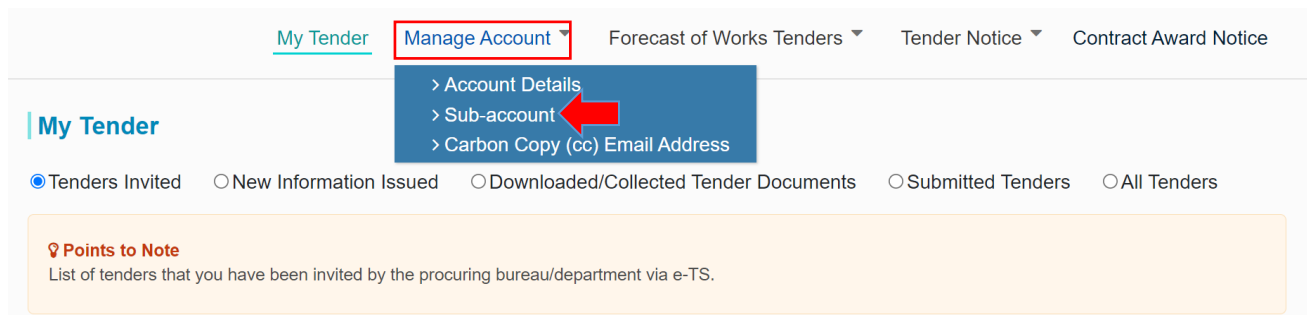 My Tender Manage Account Forecast of Works Tenders Tender Notice Contract Award Notice
> Account Details
> Sub-account
> Carbon Copy (cc) Email Address
My Tender
Tenders Invited New Information Issued Downloaded/Collected Tender Documents Submitted Tenders All Tenders
Points to Note
List of tenders that you have been invited by the procuring bureau/department via e-TS.